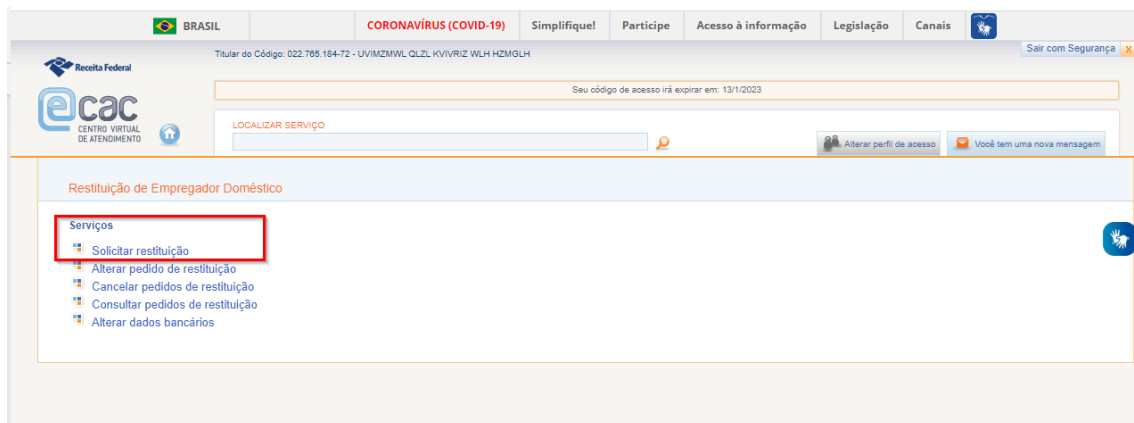 BRASIL CORONAVÍRUS (COVID-19) Simplifique! Participe Acesso à informação Legislação Canais
Titular do Código: 022.765.184-72 - UVIMZMWL QLZL KVIVRIZ WLH HZMGLH
Sair com Segurança x
Receita Federal
Seu código de acesso irá expirar em: 13/1/2023
ecac
CENTRO VIRTUAL
DE ATENDIMENTO
LOCALIZAR SERVIÇO
Alterar perfil de acesso
Você tem uma nova mensagem
Restituição de Empregador Doméstico
Serviços
Solicitar restituição
Alterar pedido de restituição
Cancelar pedidos de restituição
Consultar pedidos de restituição
Alterar dados bancários